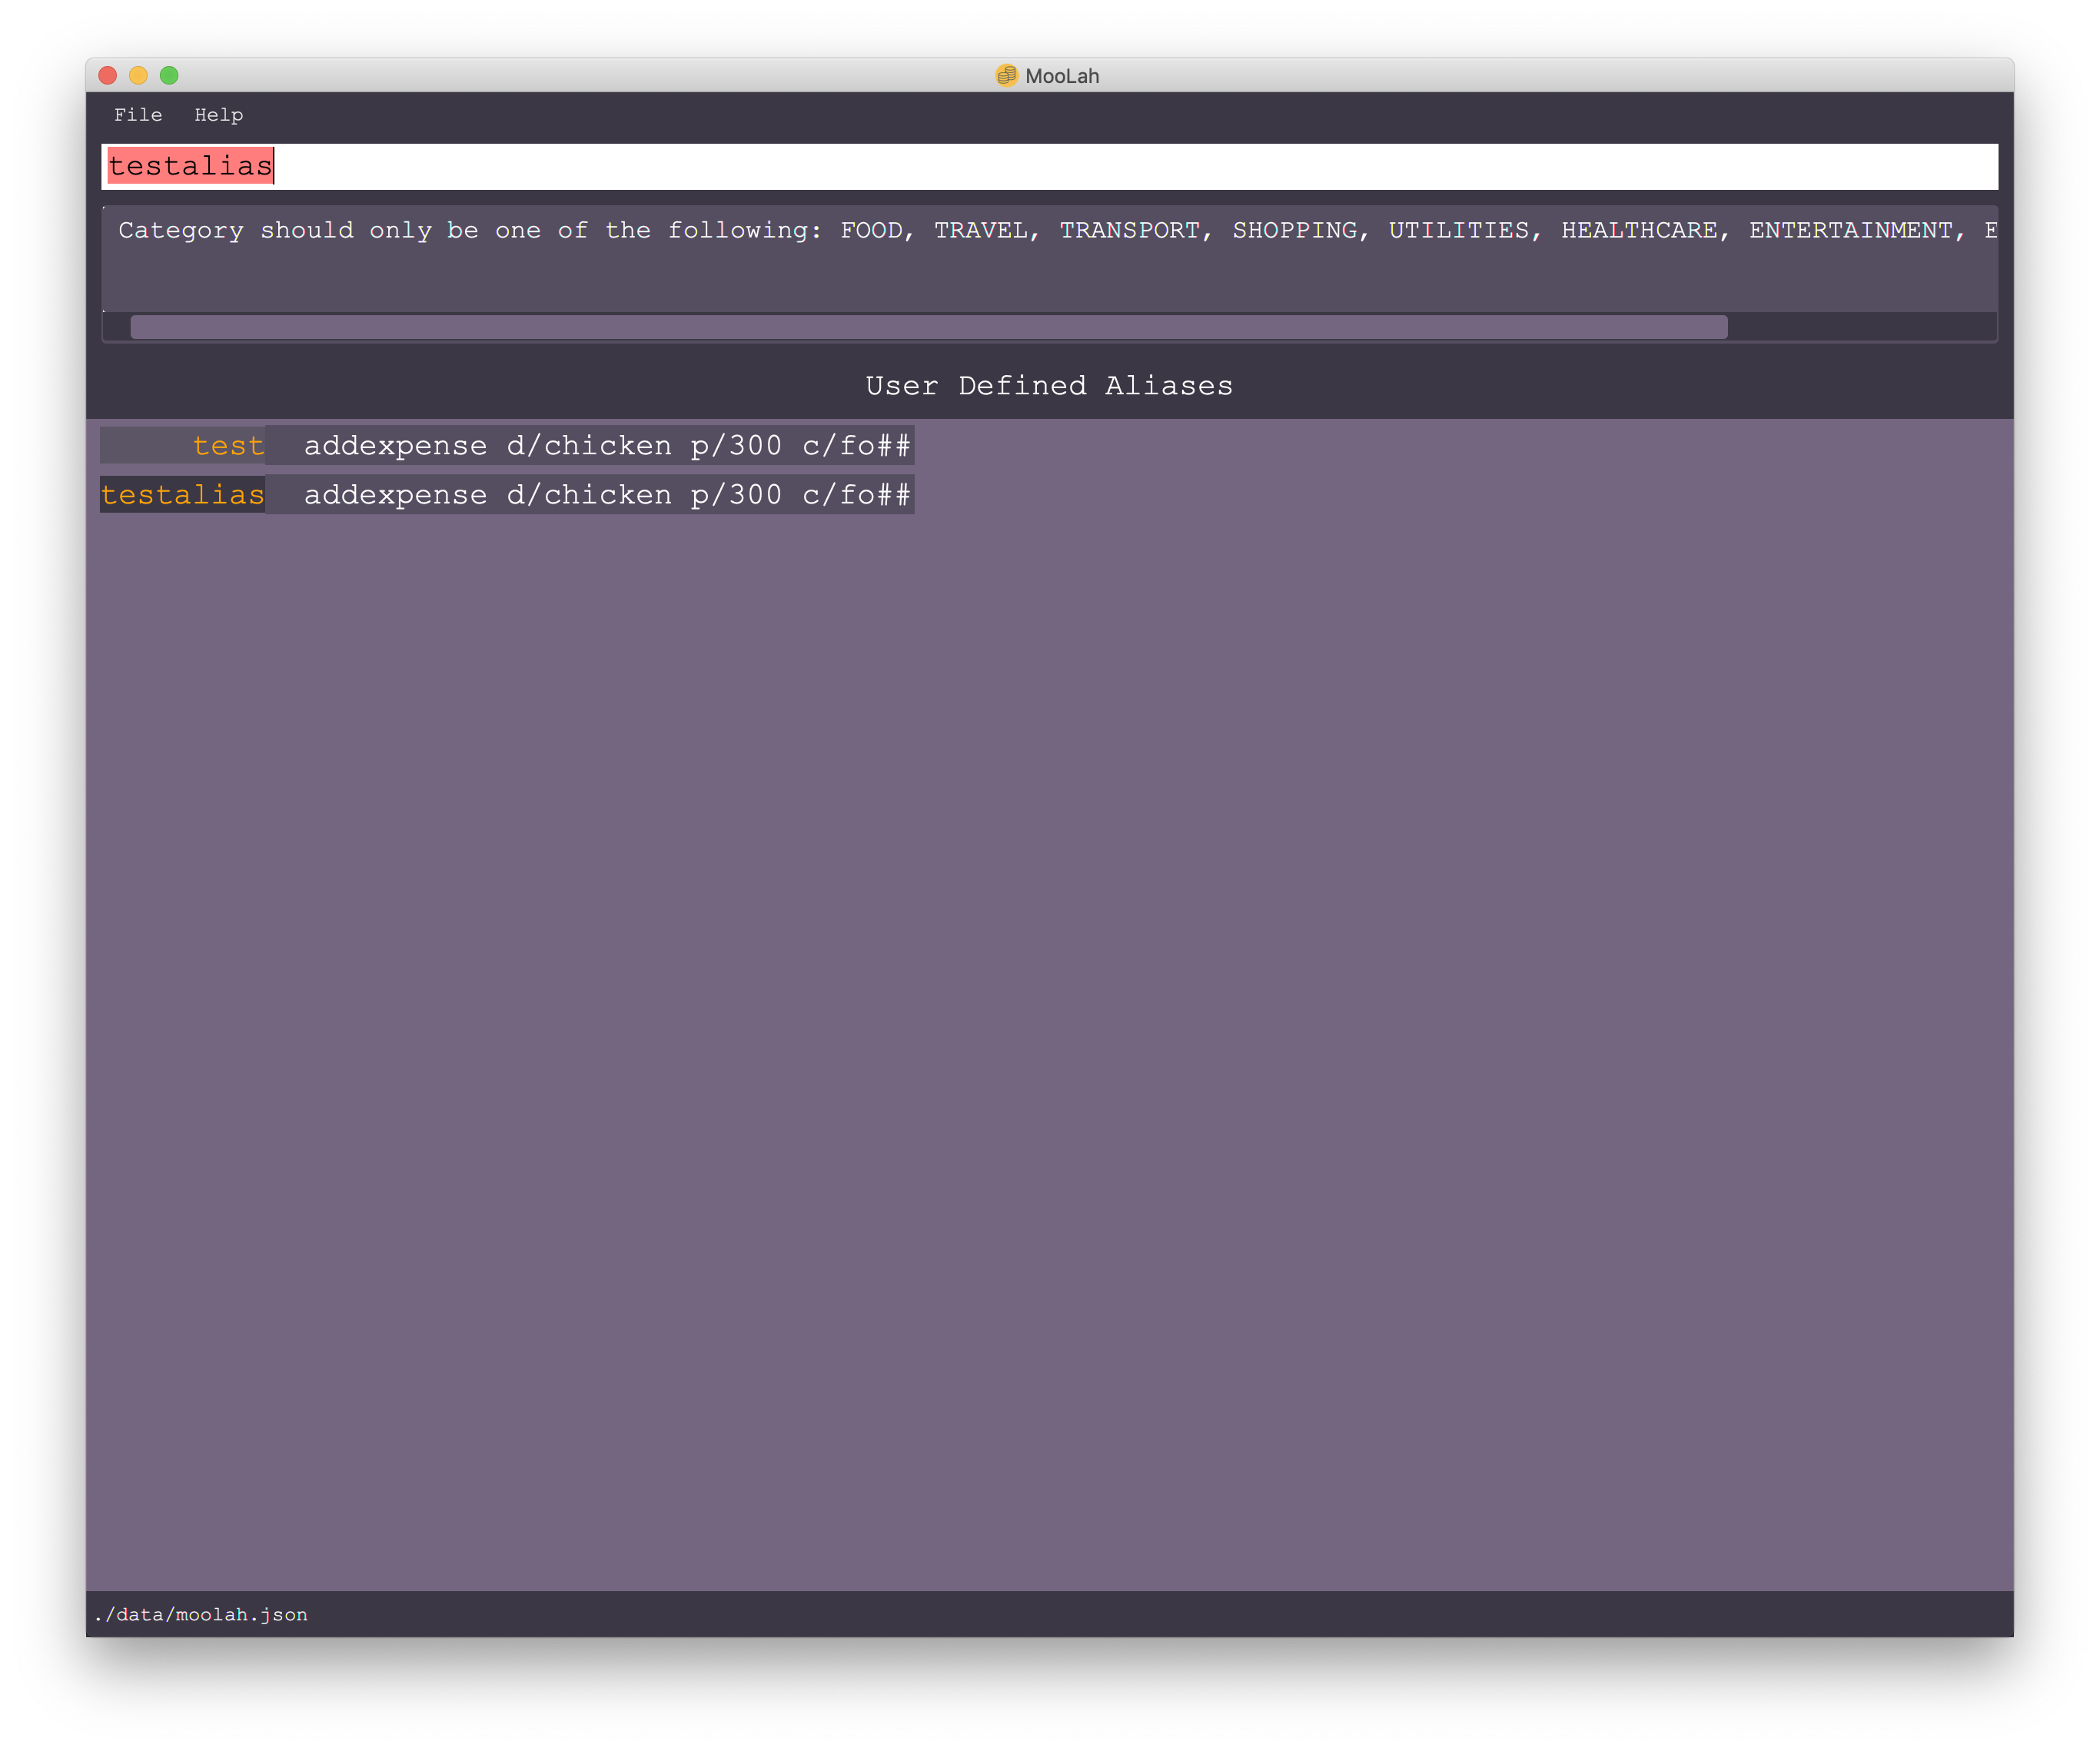 MooLah
File Help
testalias
Category should only be one of the following: FOOD, TRAVEL, TRANSPORT, SHOPPING, UTILITIES, HEALTHCARE, ENTERTAINMENT, E
User Defined Aliases
test addexpense d/chicken p/300 c/fo##
testalias addexpense d/chicken p/300 c/fo##
./data/moolah.json